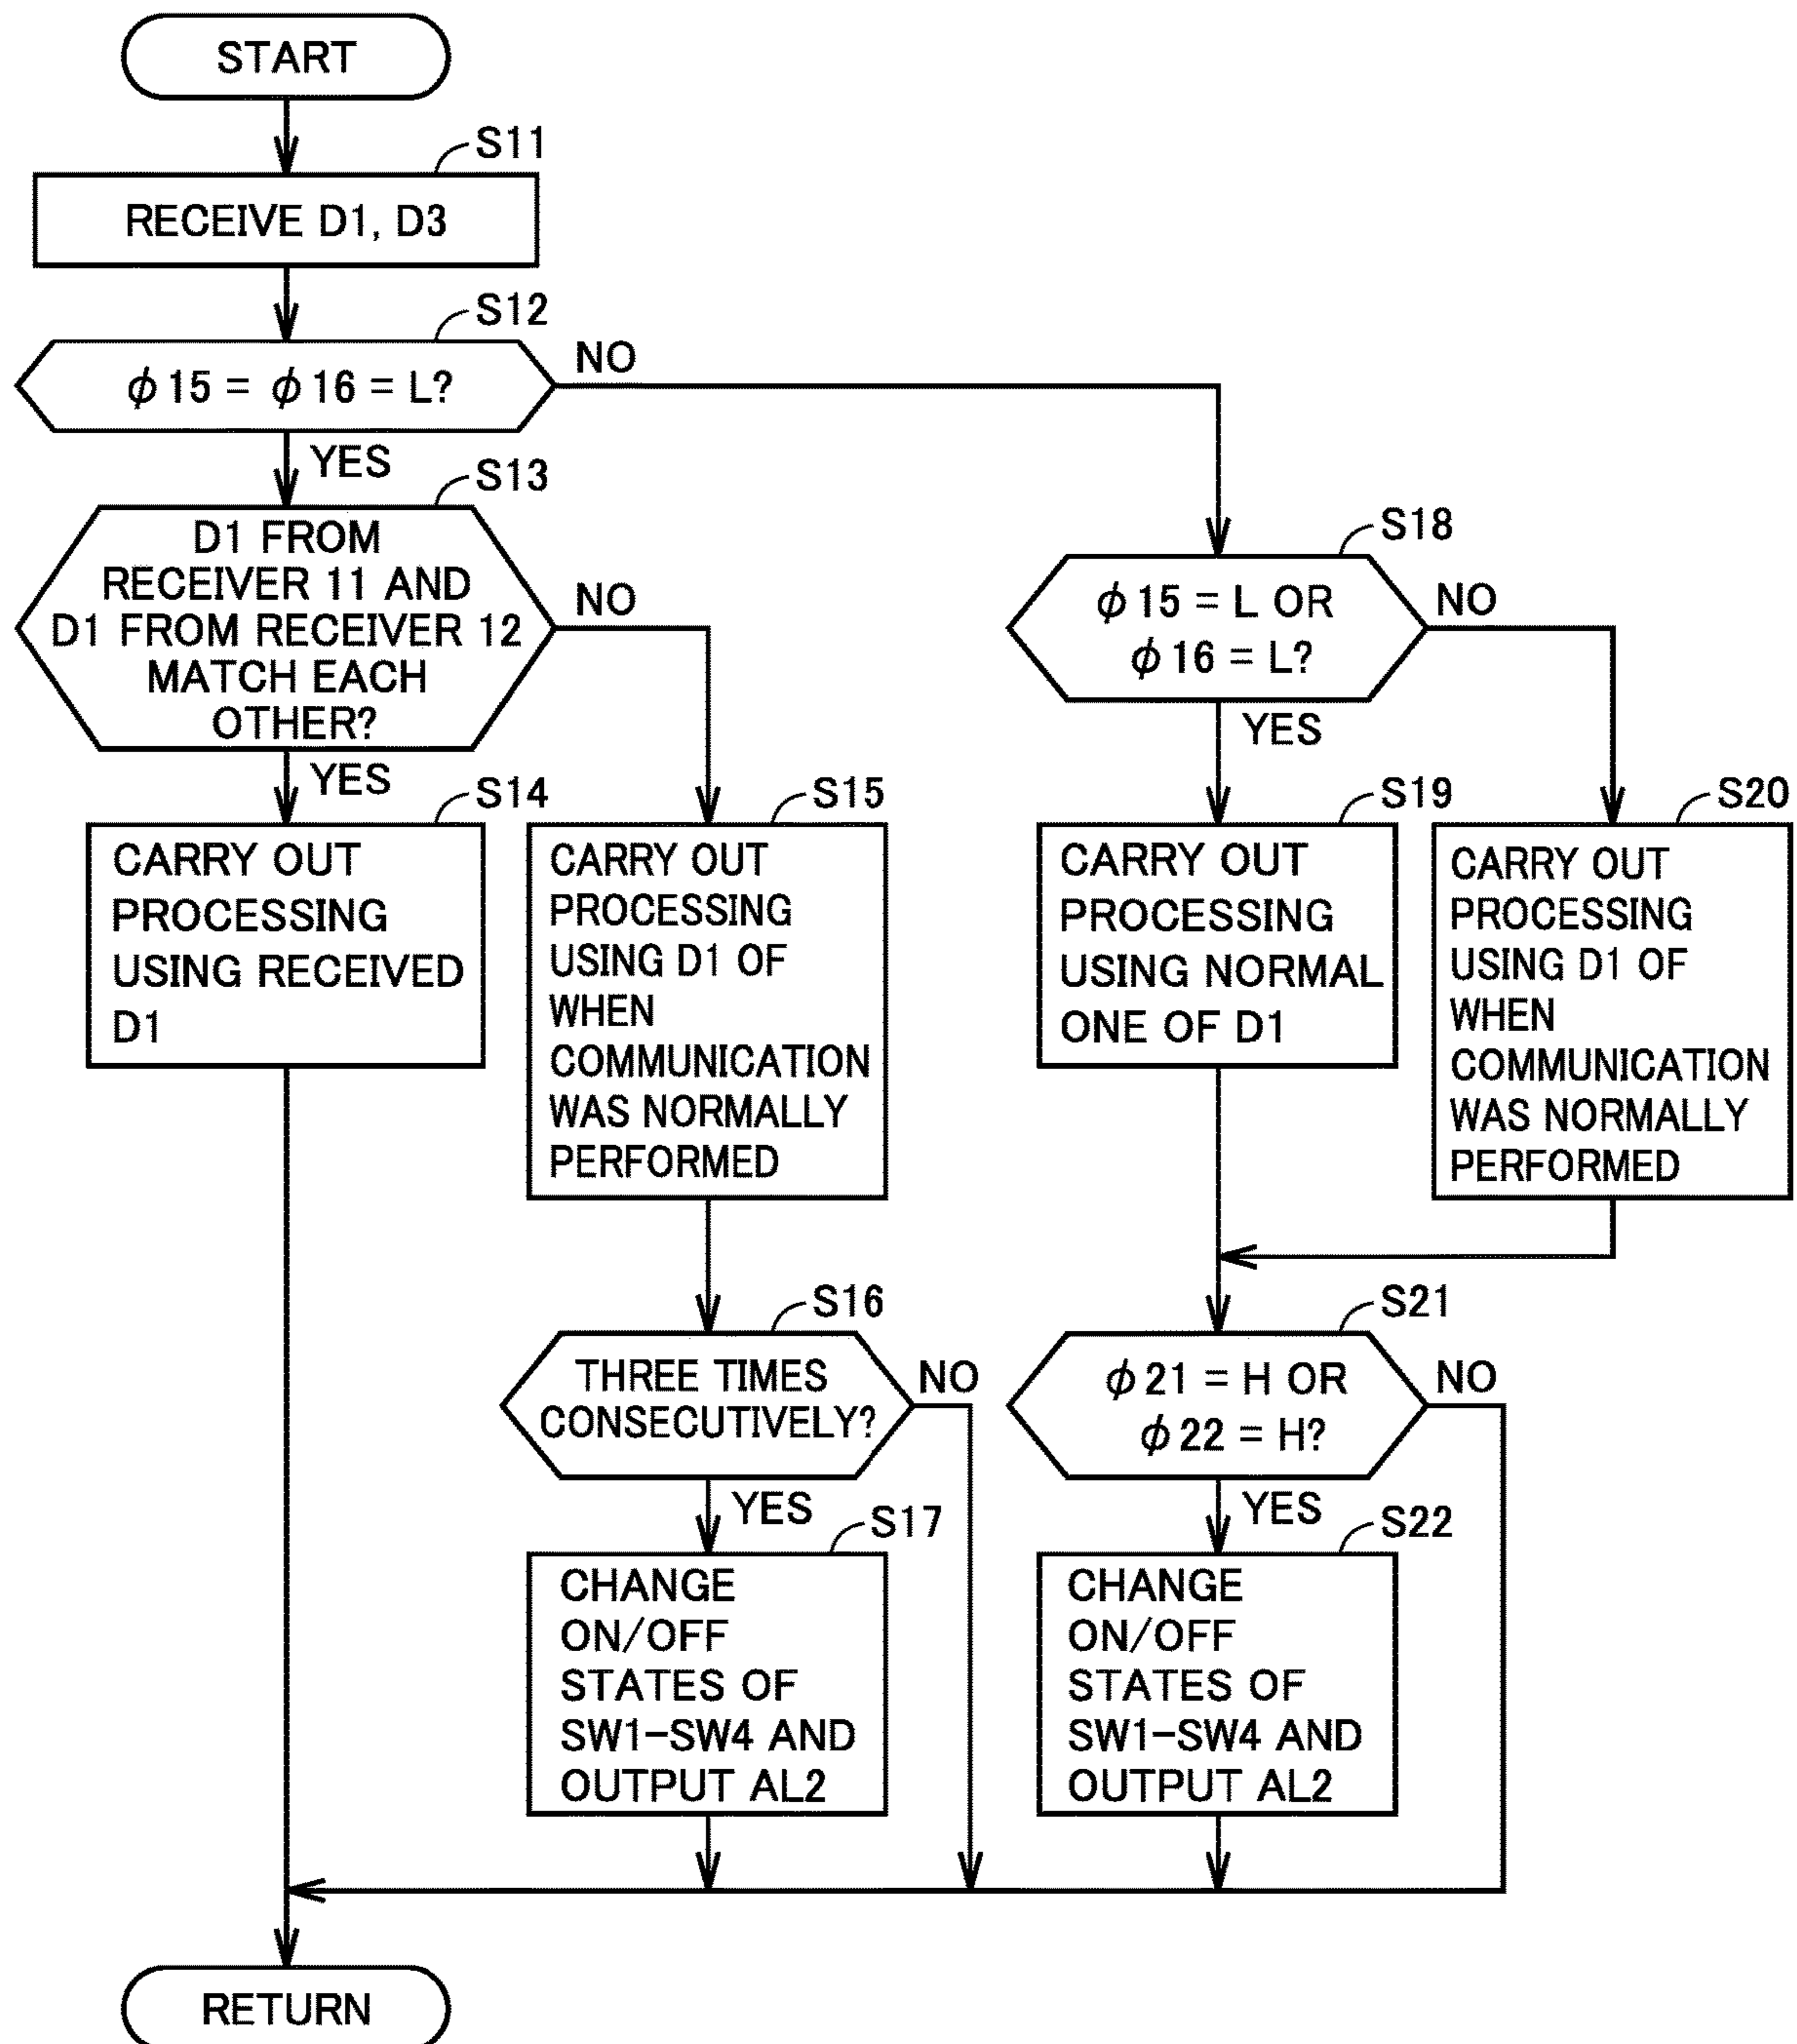 START
S11
RECEIVE D1, D3
S12
φ15 = φ16 = L?
NO
YES
S13
D1 FROM
RECEIVER 11 AND
D1 FROM RECEIVER 12
MATCH EACH
OTHER?
NO
YES
S18
φ15 = L OR
φ16 = L?
NO
YES
S14
CARRY OUT
PROCESSING
USING RECEIVED
D1
S15
CARRY OUT
PROCESSING
USING D1 OF
WHEN
COMMUNICATION
WAS NORMALLY
PERFORMED
S19
CARRY OUT
PROCESSING
USING NORMAL
ONE OF D1
S20
CARRY OUT
PROCESSING
USING D1 OF
WHEN
COMMUNICATION
WAS NORMALLY
PERFORMED
S16
THREE TIMES
CONSECUTIVELY?
NO
YES
S21
φ21 = H OR
φ22 = H?
NO
YES
S17
CHANGE
ON/OFF
STATES OF
SW1-SW4 AND
OUTPUT AL2
S22
CHANGE
ON/OFF
STATES OF
SW1-SW4 AND
OUTPUT AL2
RETURN